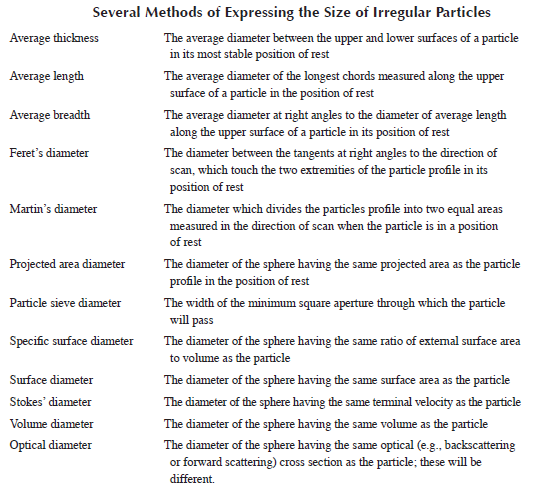 Several Methods of Expressing the Size of Irregular Particles
Average thickness The average diameter between the upper and lower surfaces of a particle
in its most stable position of rest
Average length The average diameter of the longest chords measured along the upper
surface of a particle in the position of rest
Average breadth The average diameter at right angles to the diameter of average length
along the upper surface of a particle in its position of rest
Feret’s diameter The diameter between the tangents at right angles to the direction of
scan, which touch the two extremities of the particle profile in its
position of rest
Martin’s diameter The diameter which divides the particles profile into two equal areas
measured in the direction of scan when the particle is in a position
of rest
Projected area diameter The diameter of the sphere having the same projected area as the particle
profile in the position of rest
Particle sieve diameter The width of the minimum square aperture through which the particle
will pass
Specific surface diameter The diameter of the sphere having the same ratio of external surface area
to volume as the particle
Surface diameter The diameter of the sphere having the same surface area as the particle
Stokes’ diameter The diameter of the sphere having the same terminal velocity as the particle
Volume diameter The diameter of the sphere having the same volume as the particle
Optical diameter The diameter of the sphere having the same optical (e.g., backscattering
or forward scattering) cross section as the particle; these will be
different.